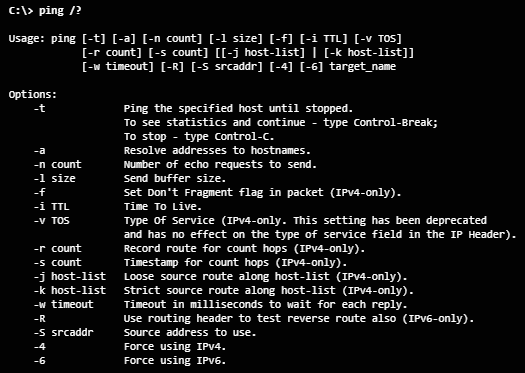 C:\> ping /?
Usage: ping [-t] [-a] [-n count] [-l size] [-f] [-i TTL] [-v TOS]
[-r count] [-s count] [[-j host-list] | [-k host-list]]
[-w timeout] [-R] [-S srcaddr] [-4] [-6] target_name
Options:
-t Ping the specified host until stopped.
To see statistics and continue - type Control-Break;
To stop - type Control-C.
-a Resolve addresses to hostnames.
-n count Number of echo requests to send.
-l size Send buffer size.
-f Set Don't Fragment flag in packet (IPv4-only).
-i TTL Time To Live.
-v TOS Type Of Service (IPv4-only. This setting has been deprecated
and has no effect on the type of service field in the IP Header).
-r count Record route for count hops (IPv4-only).
-s count Timestamp for count hops (IPv4-only).
-j host-list Loose source route along host-list (IPv4-only).
-k host-list Strict source route along host-list (IPv4-only).
-w timeout Timeout in milliseconds to wait for each reply.
-R Use routing header to test reverse route also (IPv6-only).
-S srcaddr Source address to use.
-4 Force using IPv4.
-6 Force using IPv6.